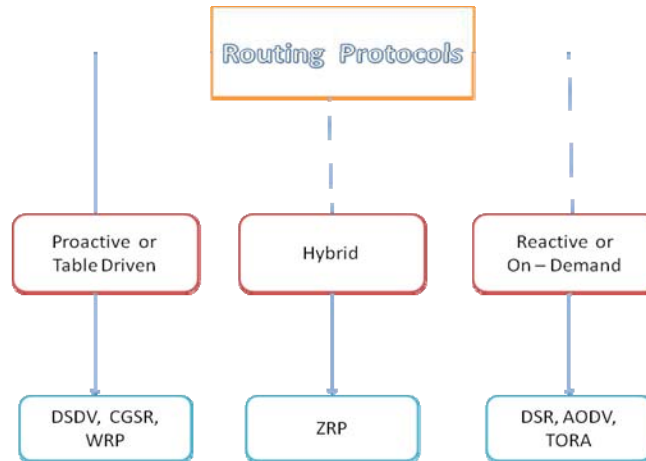 Routing Protocols
Proactive or
Table Driven
Hybrid
Reactive or
On – Demand
DSDV, CGSR,
WRP
ZRP
DSR, AODV,
TORA